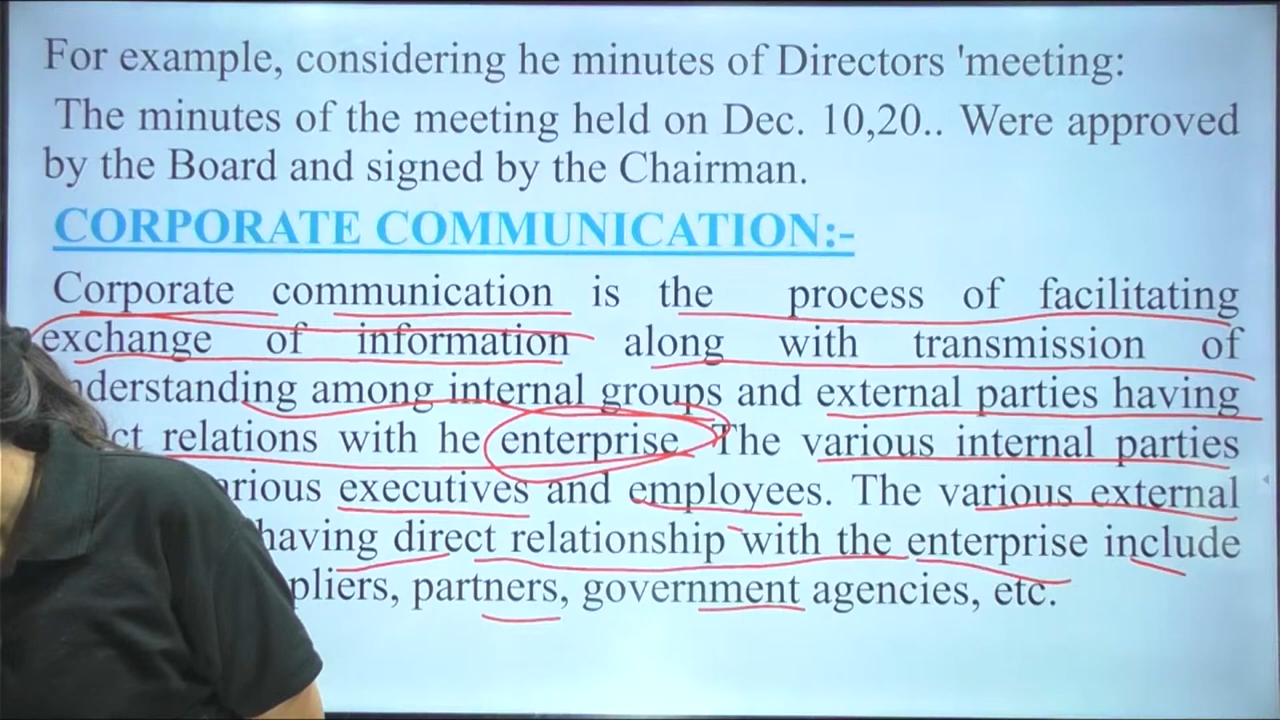 For example, considering he minutes of Directors 'meeting:
The minutes of the meeting held on Dec. 10,20.. Were approved
by the Board and signed by the Chairman.
CORPORATE COMMUNICATION:-
Corporate communication is the process of facilitating
exchange of information along with transmission of
nderstanding among internal groups and external parties having
ct relations with he enterprise. The various internal parties
rious executives and employees. The various external
having direct relationship with the enterprise include
pliers, partners, government agencies, etc.